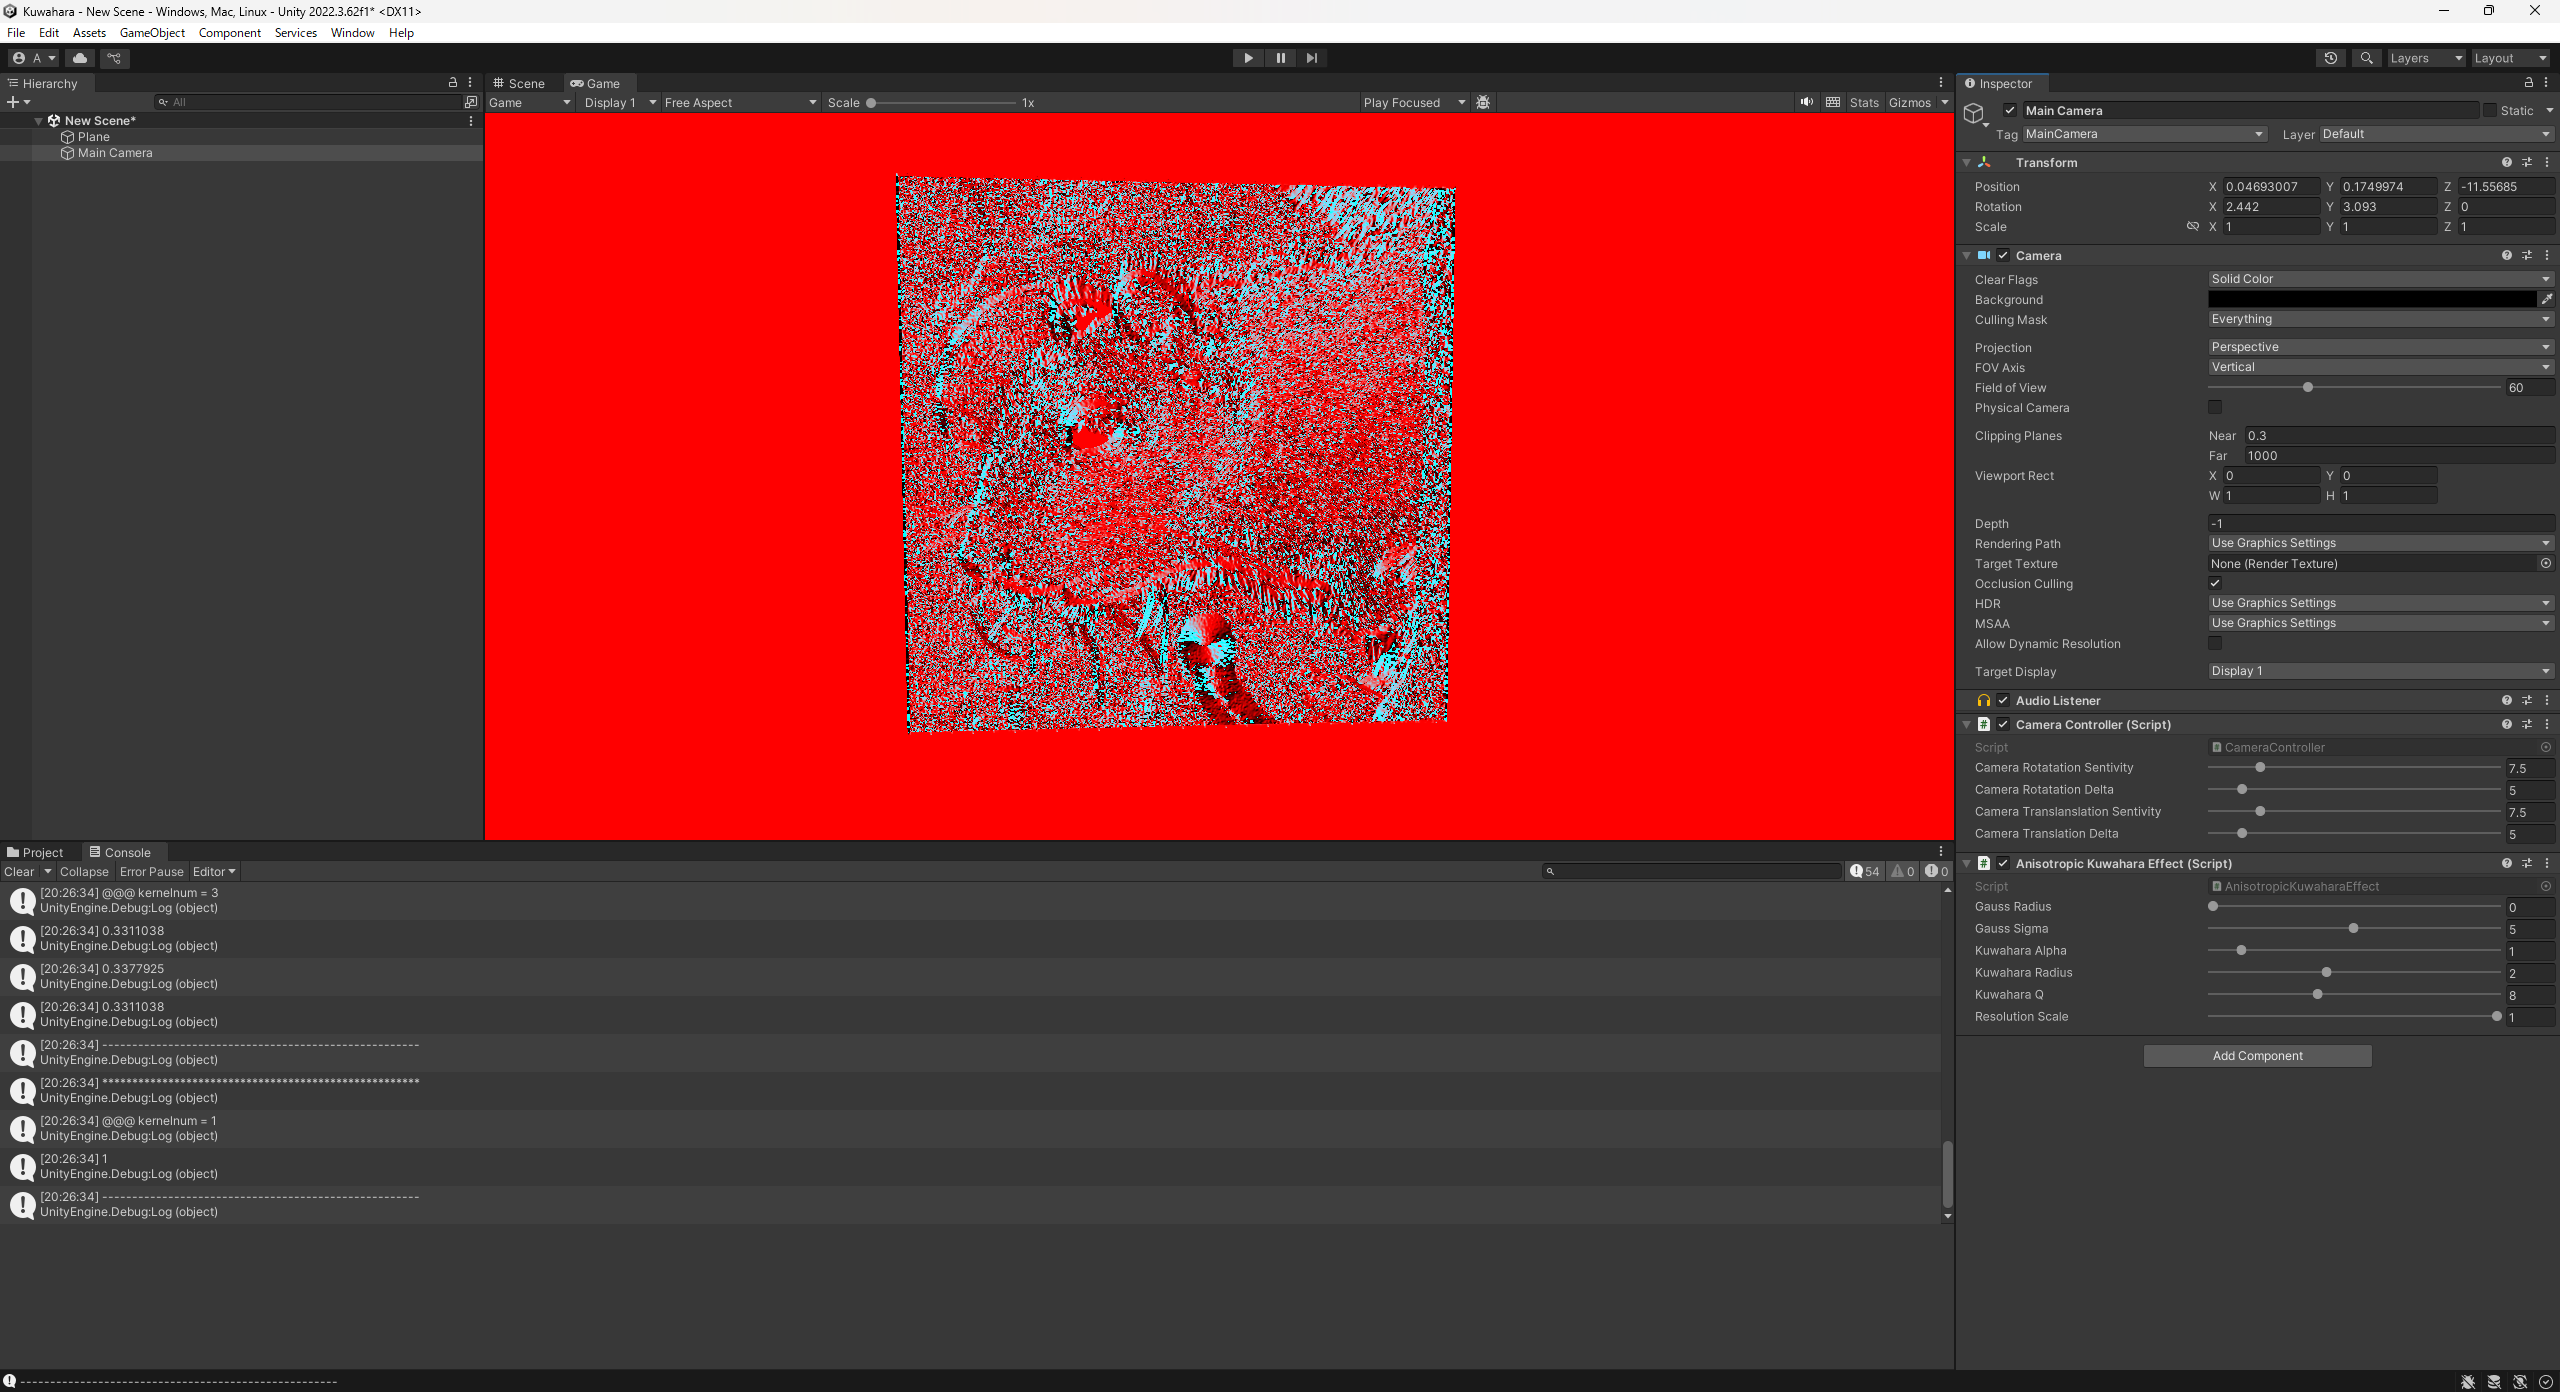 Kuwahara - New Scene - Windows, Mac, Linux - Unity 2022.3.62f1* <DX11>
File Edit Assets GameObject Component Services Window Help
A Layers Layout
Hierarchy
All
New Scene*
Plane
Main Camera
Scene Game
Game Display 1 Free Aspect Scale 1x Play Focused Stats Gizmos
Project Console
Clear Collapse Error Pause Editor 54 0 0
[20:26:34] @@@ kernelnum = 3
UnityEngine.Debug:Log (object)
[20:26:34] 0.3311038
UnityEngine.Debug:Log (object)
[20:26:34] 0.3377925
UnityEngine.Debug:Log (object)
[20:26:34] 0.3311038
UnityEngine.Debug:Log (object)
[20:26:34] -----------------------------------------------------
UnityEngine.Debug:Log (object)
[20:26:34] *****************************************************
UnityEngine.Debug:Log (object)
[20:26:34] @@@ kernelnum = 1
UnityEngine.Debug:Log (object)
[20:26:34] 1
UnityEngine.Debug:Log (object)
[20:26:34] -----------------------------------------------------
UnityEngine.Debug:Log (object)
-----------------------------------------------------
Inspector
Main Camera Static
Tag MainCamera Layer Default
Transform
Position X 0.04693007 Y 0.1749974 Z -11.55685
Rotation X 2.442 Y 3.093 Z 0
Scale X 1 Y 1 Z 1
Camera
Clear Flags Solid Color
Background
Culling Mask Everything
Projection Perspective
FOV Axis Vertical
Field of View 60
Physical Camera
Clipping Planes Near 0.3
Far 1000
Viewport Rect X 0 Y 0
W 1 H 1
Depth -1
Rendering Path Use Graphics Settings
Target Texture None (Render Texture)
Occlusion Culling
HDR Use Graphics Settings
MSAA Use Graphics Settings
Allow Dynamic Resolution
Target Display Display 1
Audio Listener
Camera Controller (Script)
Script CameraController
Camera Rotatation Sentivity 7.5
Camera Rotatation Delta 5
Camera Translanslation Sentivity 7.5
Camera Translation Delta 5
Anisotropic Kuwahara Effect (Script)
Script AnisotropicKuwaharaEffect
Gauss Radius 0
Gauss Sigma 5
Kuwahara Alpha 1
Kuwahara Radius 2
Kuwahara Q 8
Resolution Scale 1
Add Component